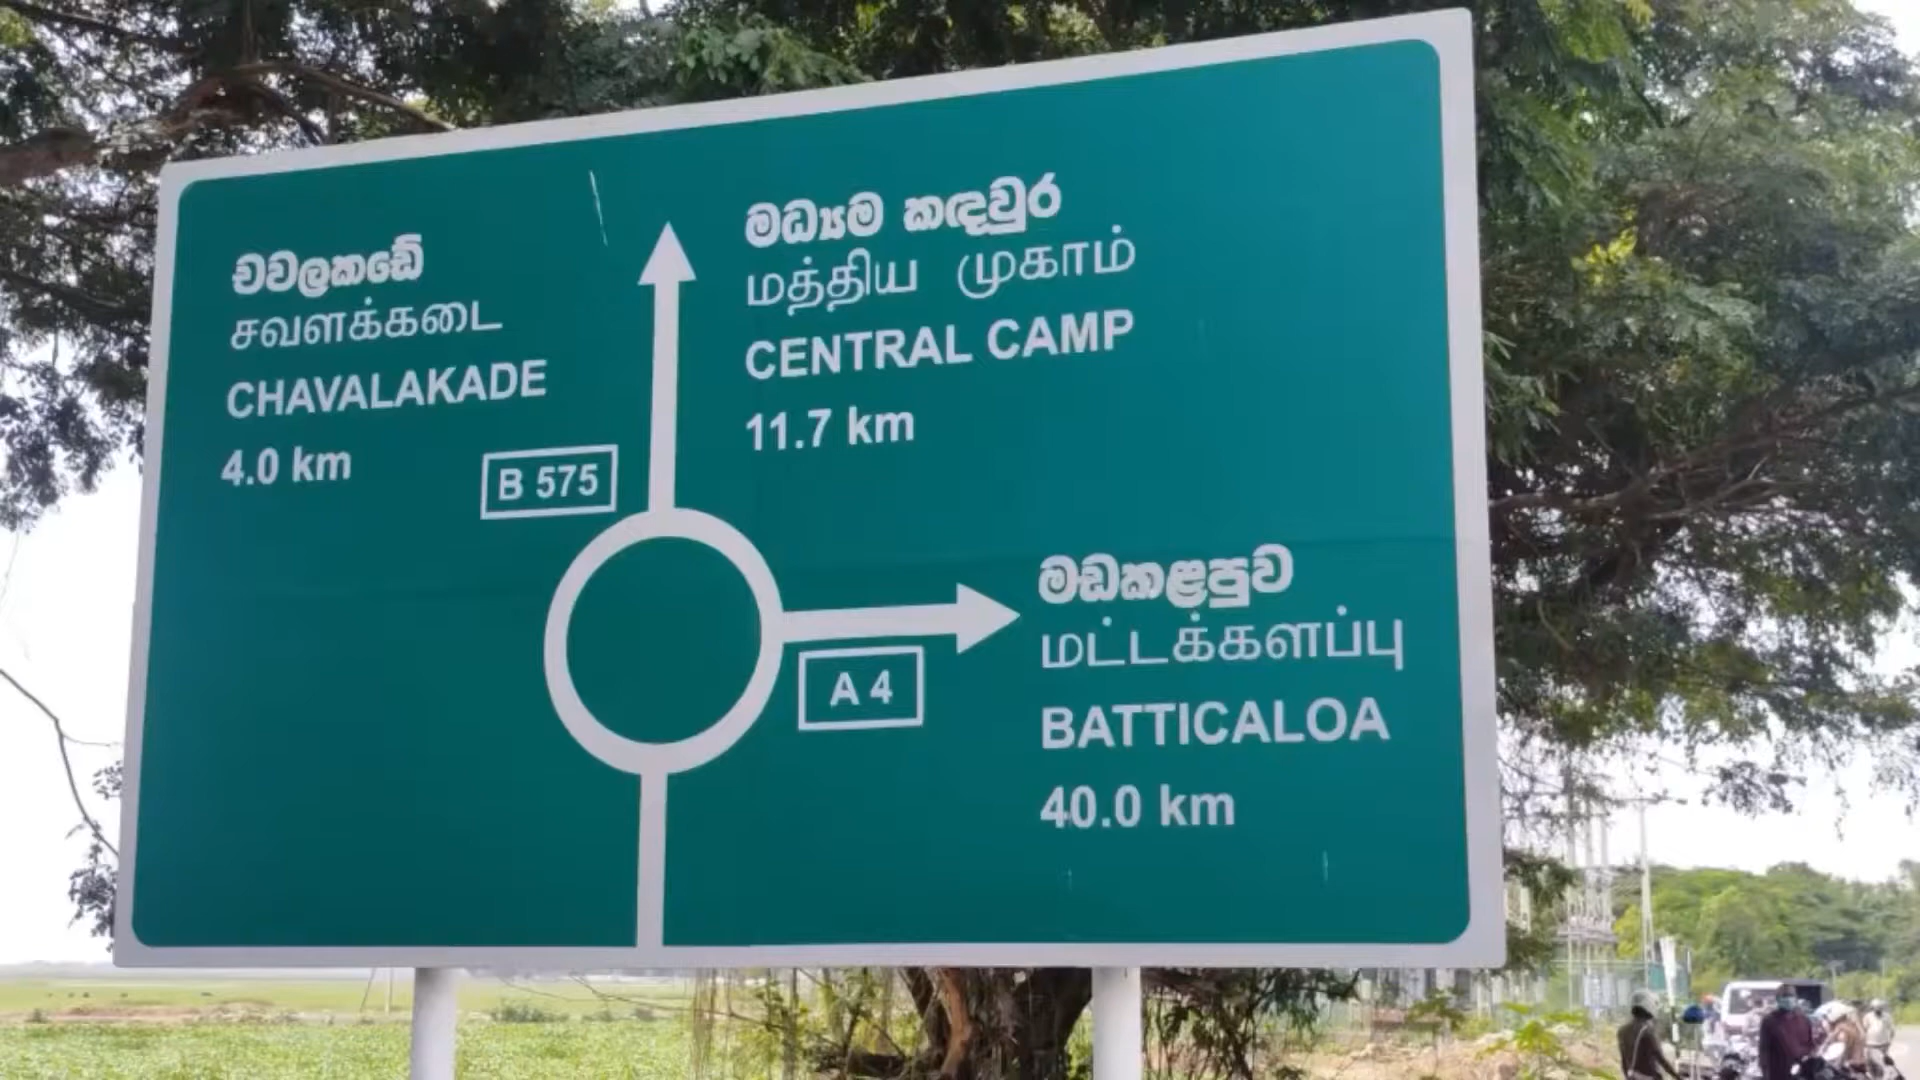 චවලකඩේ
சவளக்கடை
CHAVALAKADE
4.0 km
B 575
මධ්‍යම කඳවුර
மத்திய முகாம்
CENTRAL CAMP
11.7 km
මඩකළපුව
மட்டக்களப்பு
BATTICALOA
40.0 km
A 4